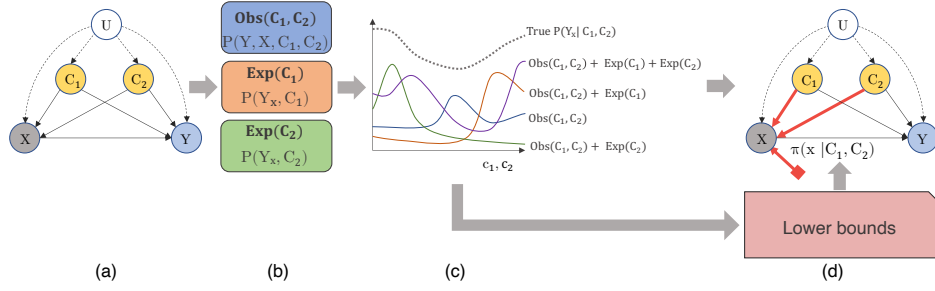 U
C1
C2
X
Y
Obs(C1, C2)
P(Y, X, C1, C2)
Exp(C1)
P(Yx, C1)
Exp(C2)
P(Yx, C2)
True P(Yx| C1, C2)
Obs(C1, C2) + Exp(C1) + Exp(C2)
Obs(C1, C2) + Exp(C1)
Obs(C1, C2)
Obs(C1, C2) + Exp(C2)
c1, c2
U
C1
C2
X
Y
π(x |C1, C2)
Lower bounds
(a)
(b)
(c)
(d)